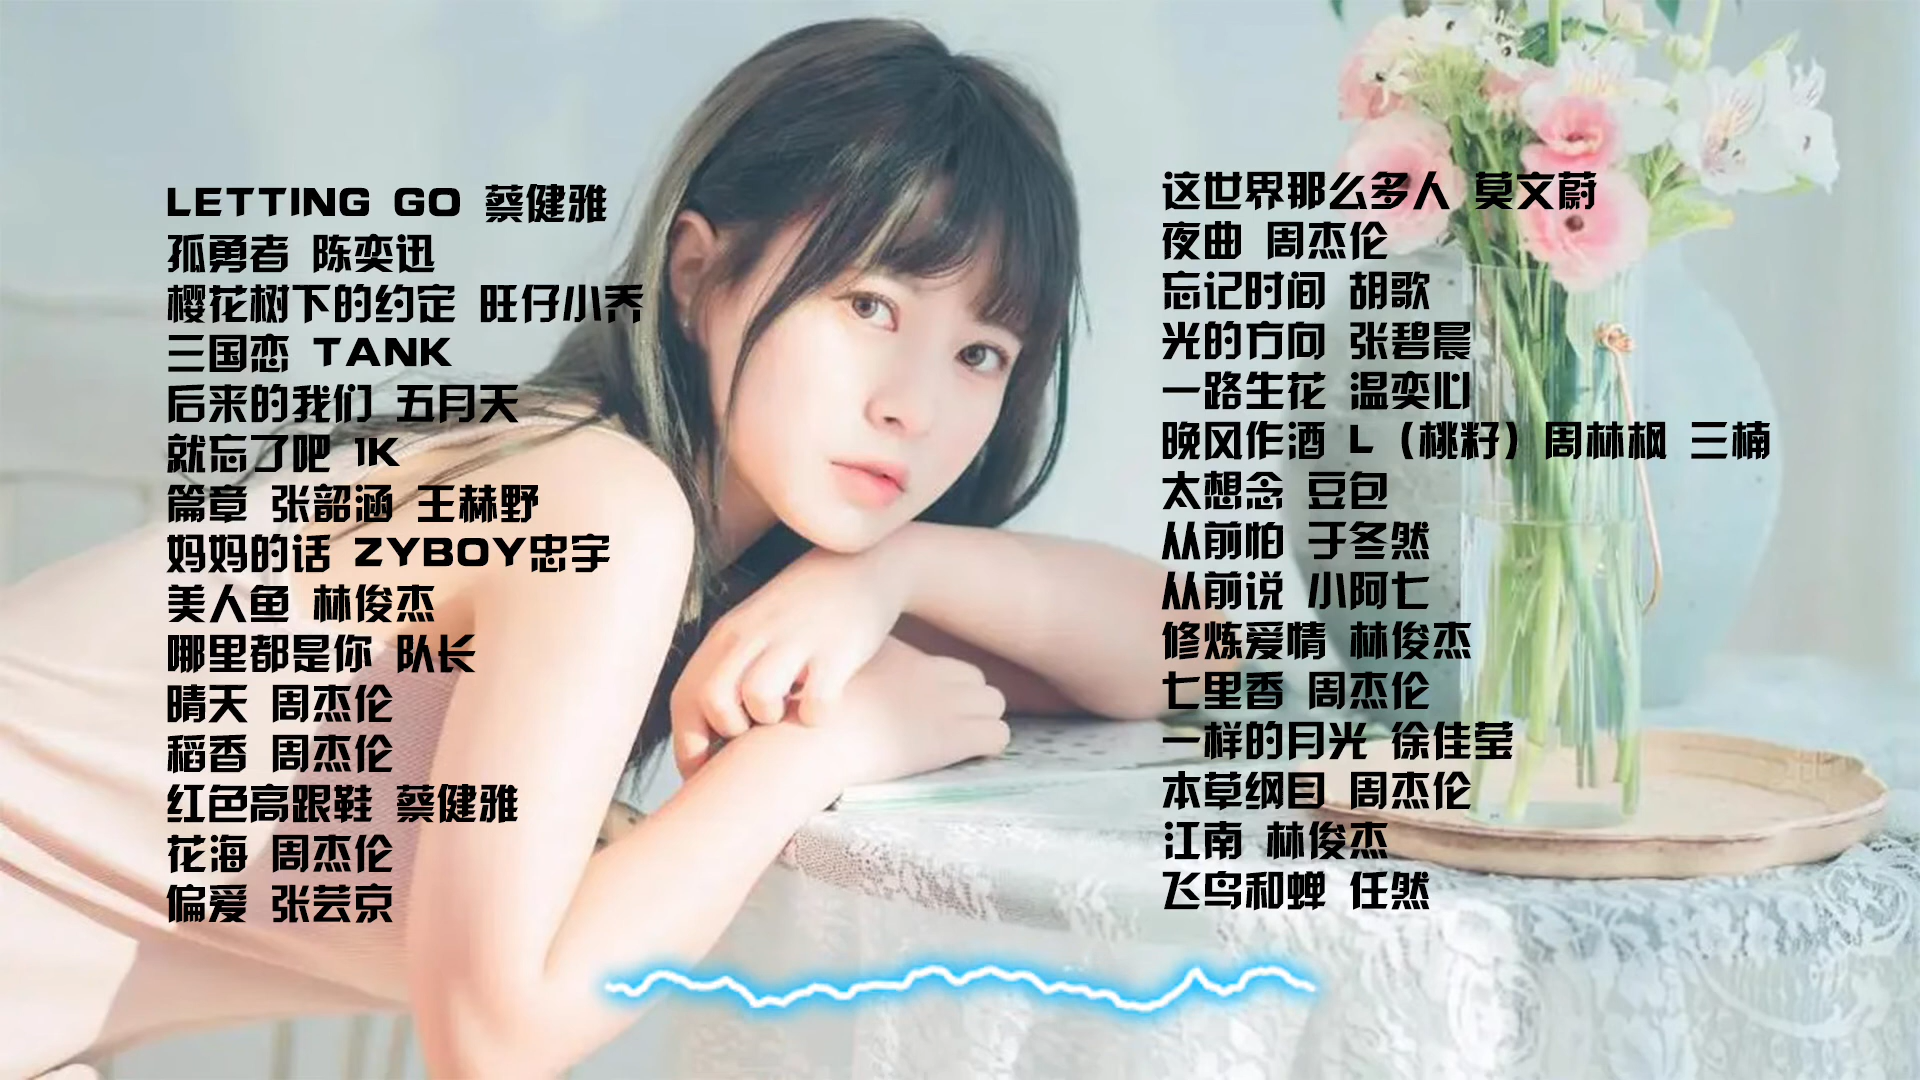 LETTING GO 蔡健雅
孤勇者 陈奕迅
樱花树下的约定 旺仔小乔
三国恋 TANK
后来的我们 五月天
就忘了吧 1K
篇章 张韶涵 王赫野
妈妈的话 ZYBOY忠宇
美人鱼 林俊杰
哪里都是你 队长
晴天 周杰伦
稻香 周杰伦
红色高跟鞋 蔡健雅
花海 周杰伦
偏爱 张芸京
这世界那么多人 莫文蔚
夜曲 周杰伦
忘记时间 胡歌
光的方向 张碧晨
一路生花 温奕心
晚风作酒 L（桃籽）周林枫 三楠
太想念 豆包
从前怕 于冬然
从前说 小阿七
修炼爱情 林俊杰
七里香 周杰伦
一样的月光 徐佳莹
本草纲目 周杰伦
江南 林俊杰
飞鸟和蝉 任然